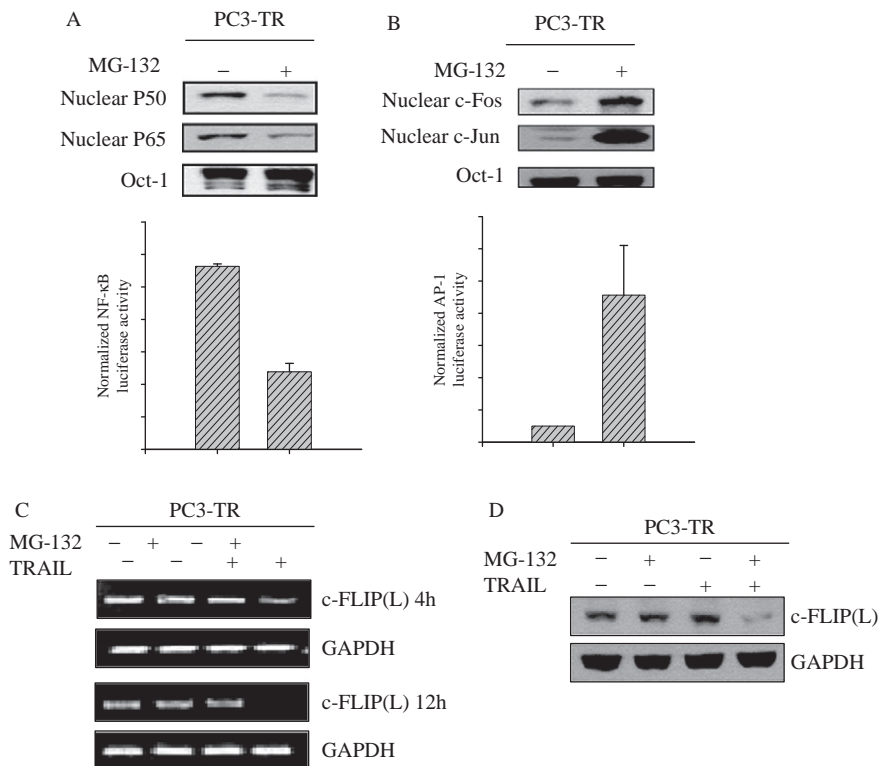 A
PC3-TR
MG-132 − +
Nuclear P50
Nuclear P65
Oct-1
Normalized NF-κB
luciferase activity
B
PC3-TR
MG-132 − +
Nuclear c-Fos
Nuclear c-Jun
Oct-1
Normalized AP-1
luciferase activity
C
PC3-TR
MG-132 − + − +
TRAIL − − + +
c-FLIP(L) 4h
GAPDH
c-FLIP(L) 12h
GAPDH
D
PC3-TR
MG-132 − + − +
TRAIL − − + +
c-FLIP(L)
GAPDH